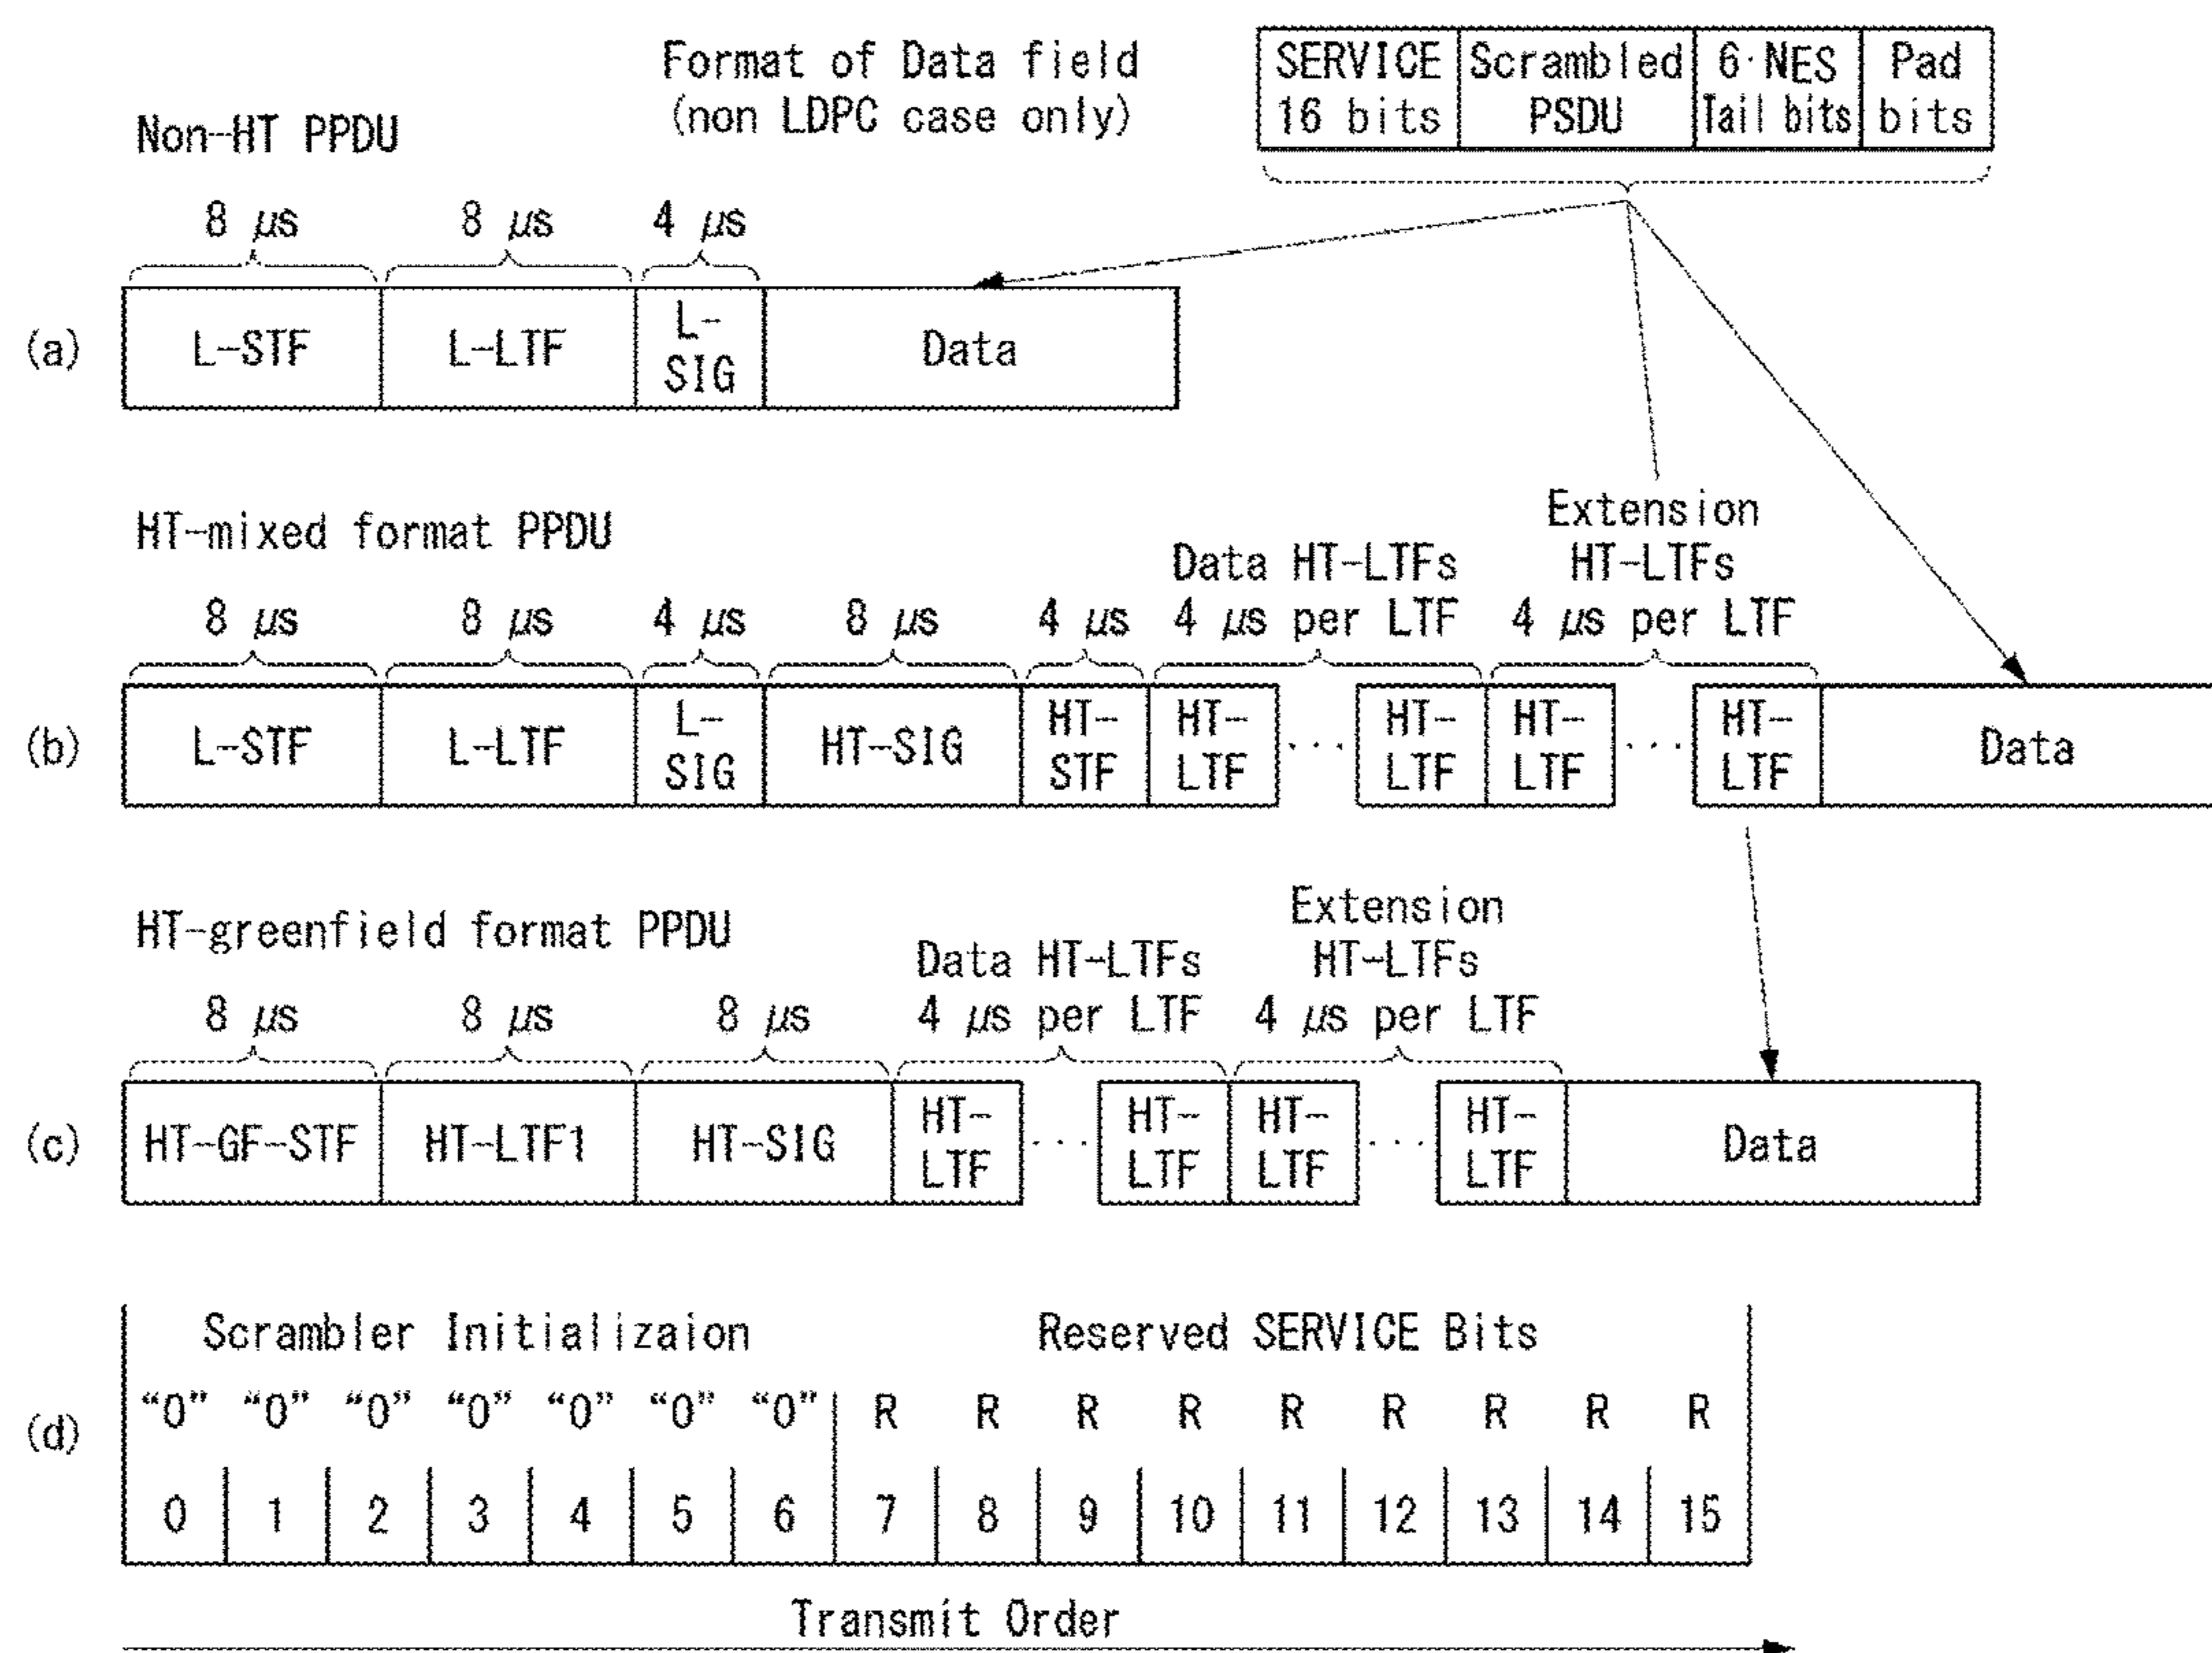 Format of Data field
(non LDPC case only)
SERVICE
16 bits
Scrambled
PSDU
6·NES
Tail bits
Pad
bits
Non-HT PPDU
8 μs
8 μs
4 μs
(a)
L-STF
L-LTF
L-
SIG
Data
HT-mixed format PPDU
8 μs
8 μs
4 μs
8 μs
4 μs
Data HT-LTFs
4 μs per LTF
Extension
HT-LTFs
4 μs per LTF
(b)
L-STF
L-LTF
L-
SIG
HT-SIG
HT-
STF
HT-
LTF
...
HT-
LTF
HT-
LTF
...
HT-
LTF
Data
HT-greenfield format PPDU
8 μs
8 μs
8 μs
Data HT-LTFs
4 μs per LTF
Extension
HT-LTFs
4 μs per LTF
(c)
HT-GF-STF
HT-LTF1
HT-SIG
HT-
LTF
...
HT-
LTF
HT-
LTF
...
HT-
LTF
Data
(d)
Scrambler Initializaion
Reserved SERVICE Bits
“0” “0” “0” “0” “0” “0” “0” R R R R R R R R R
0 1 2 3 4 5 6 7 8 9 10 11 12 13 14 15
Transmit Order